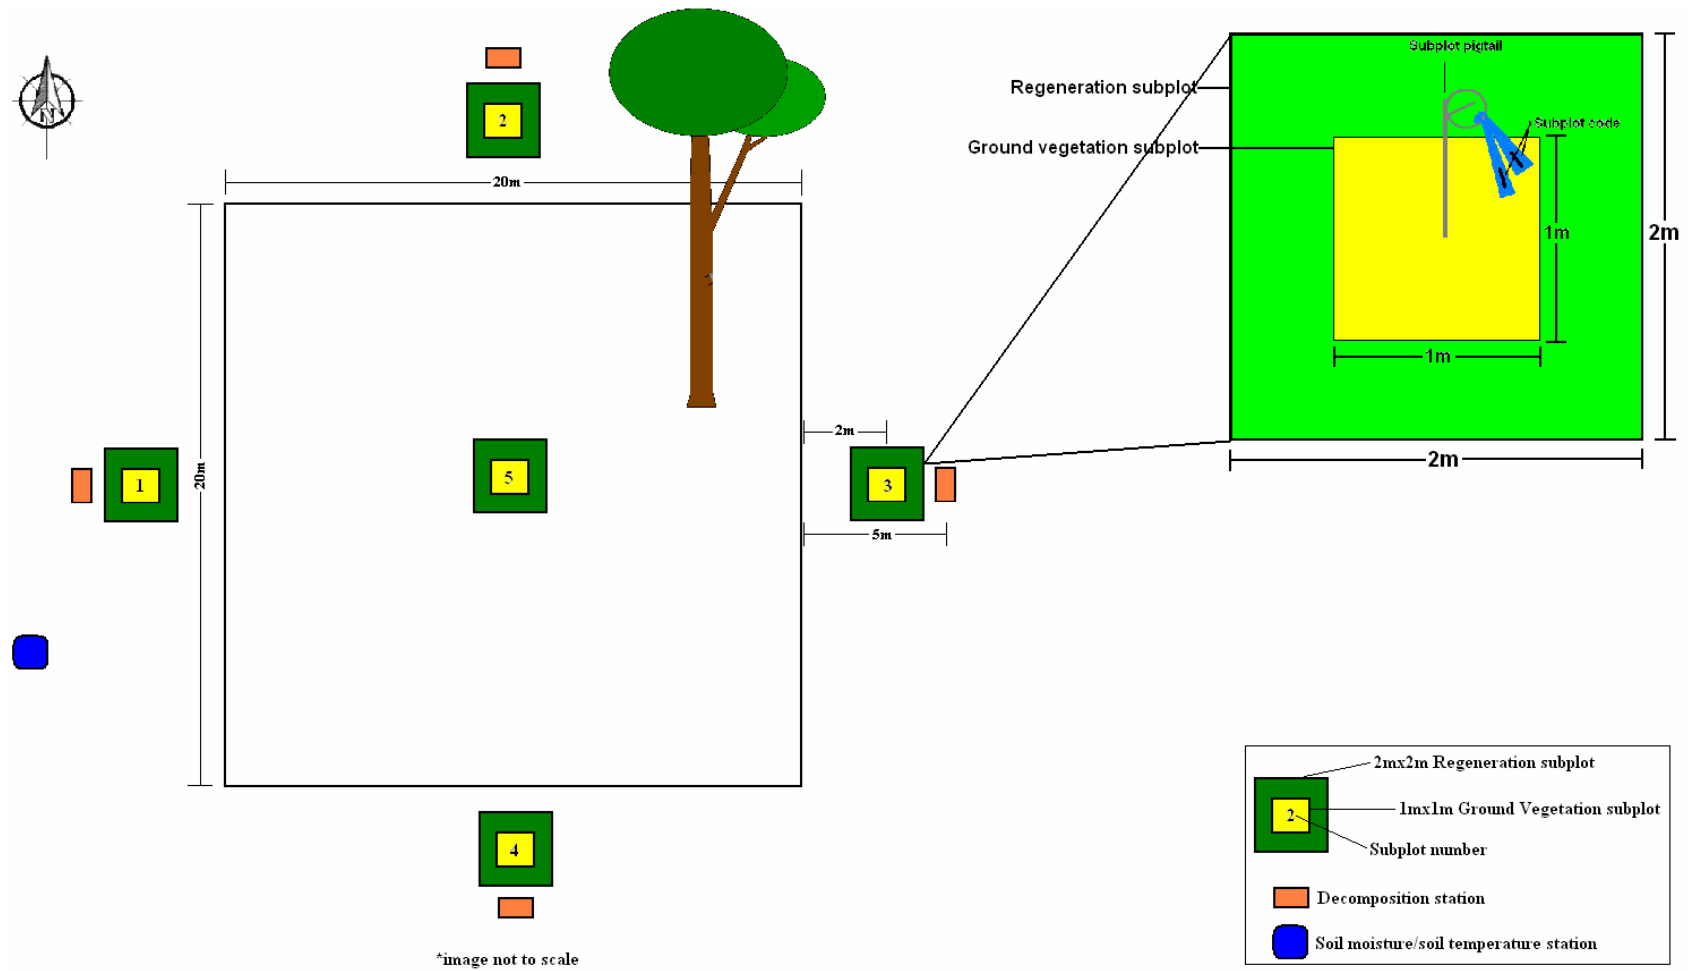 N
2
20m
20m
1
5
2m
3
5m
4
*image not to scale
Subplot pigtail
Regeneration subplot
Subplot code
Ground vegetation subplot
1m
2m
1m
2m
2mx2m Regeneration subplot
1mx1m Ground Vegetation subplot
2
Subplot number
Decomposition station
Soil moisture/soil temperature station